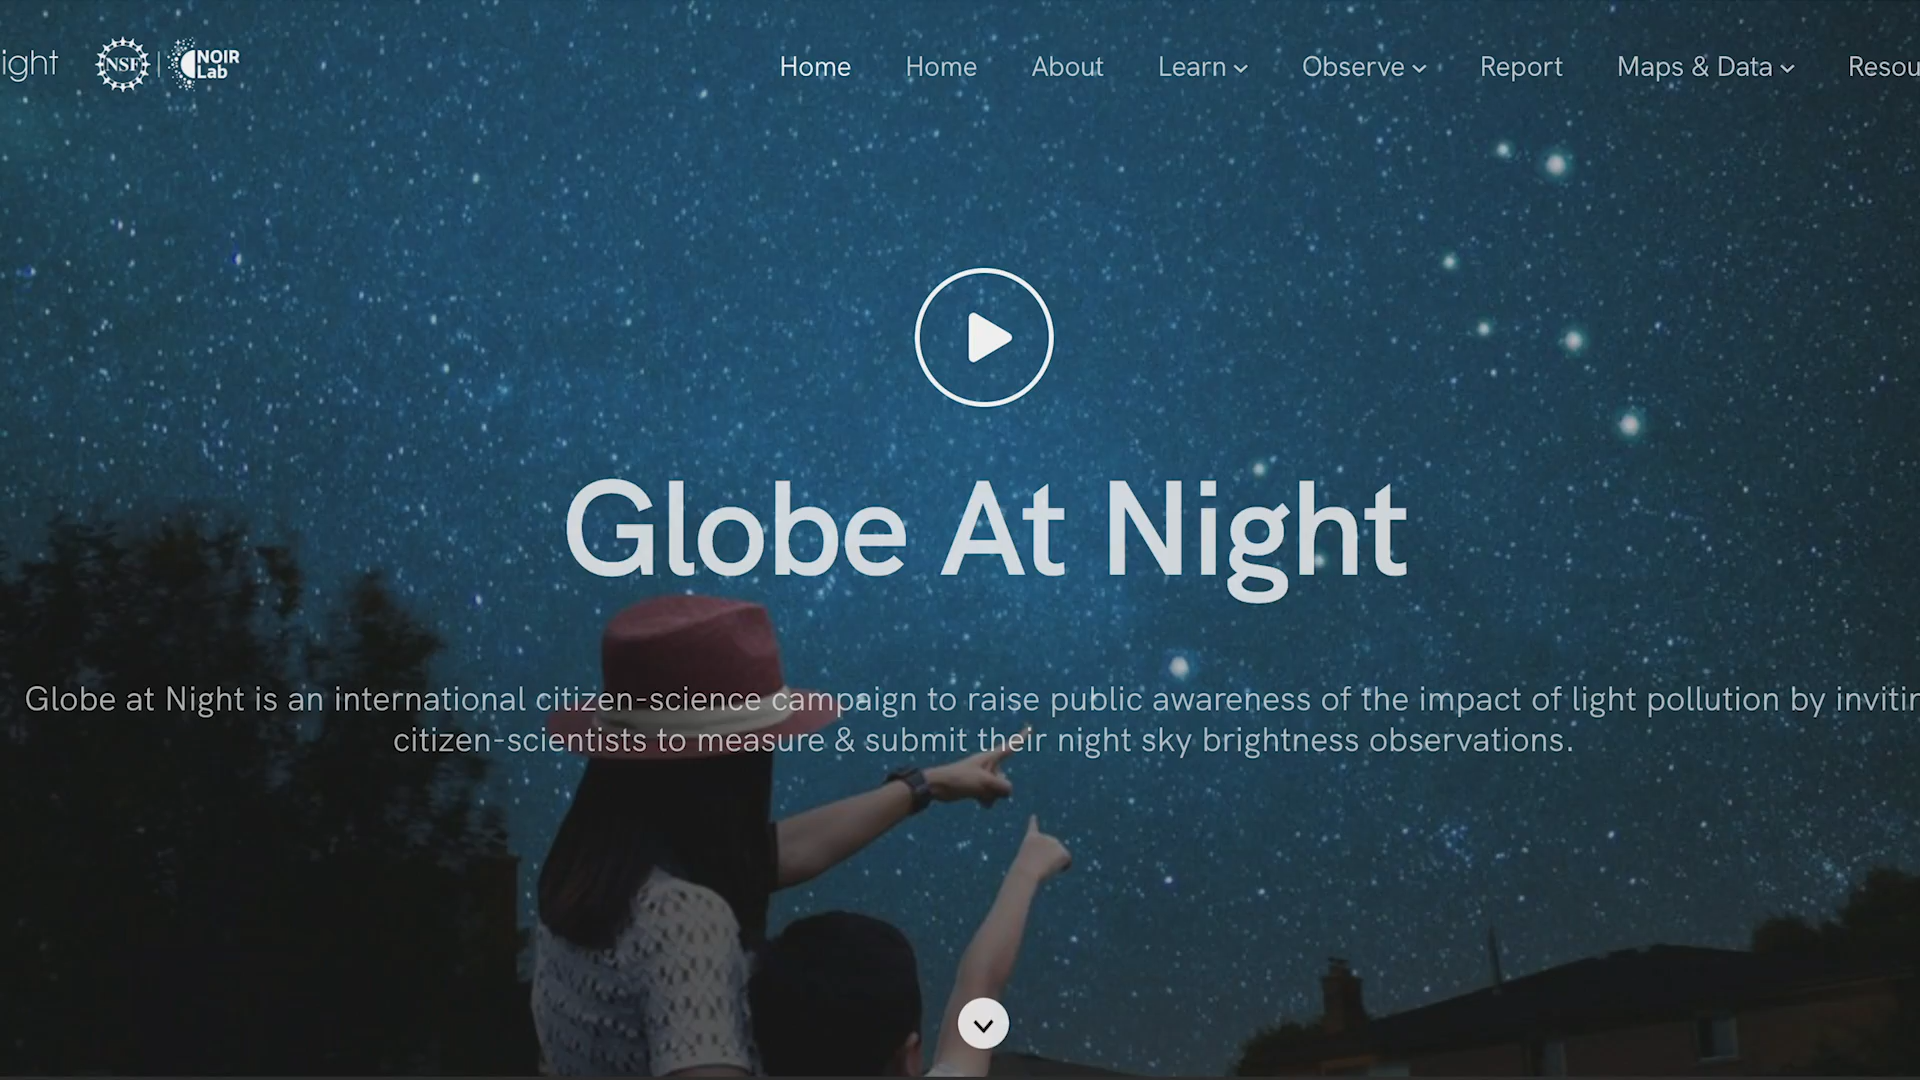 ight NSF NOIR Lab Home Home About Learn Observe Report Maps & Data Resou
Globe At Night
Globe at Night is an international citizen-science campaign to raise public awareness of the impact of light pollution by invitin
citizen-scientists to measure & submit their night sky brightness observations.